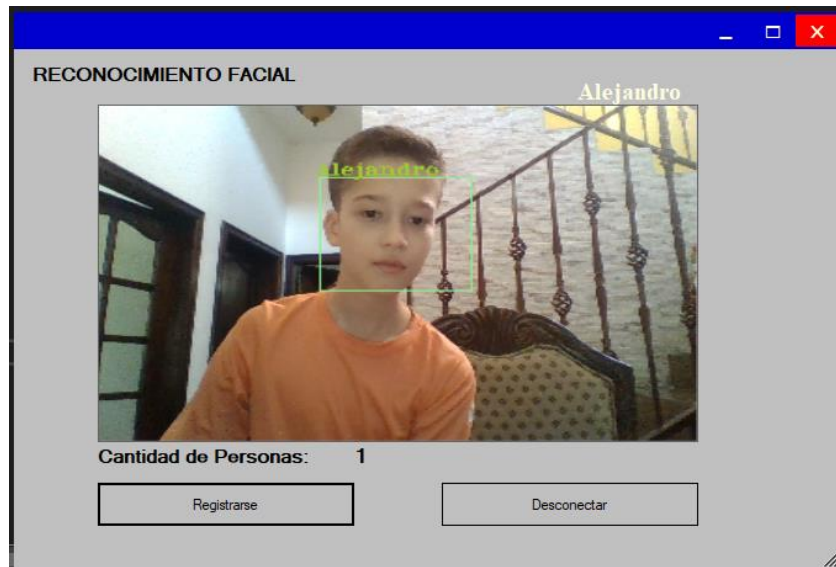 RECONOCIMIENTO FACIAL
Alejandro
alejandro
Cantidad de Personas: 1
Registrarse
Desconectar